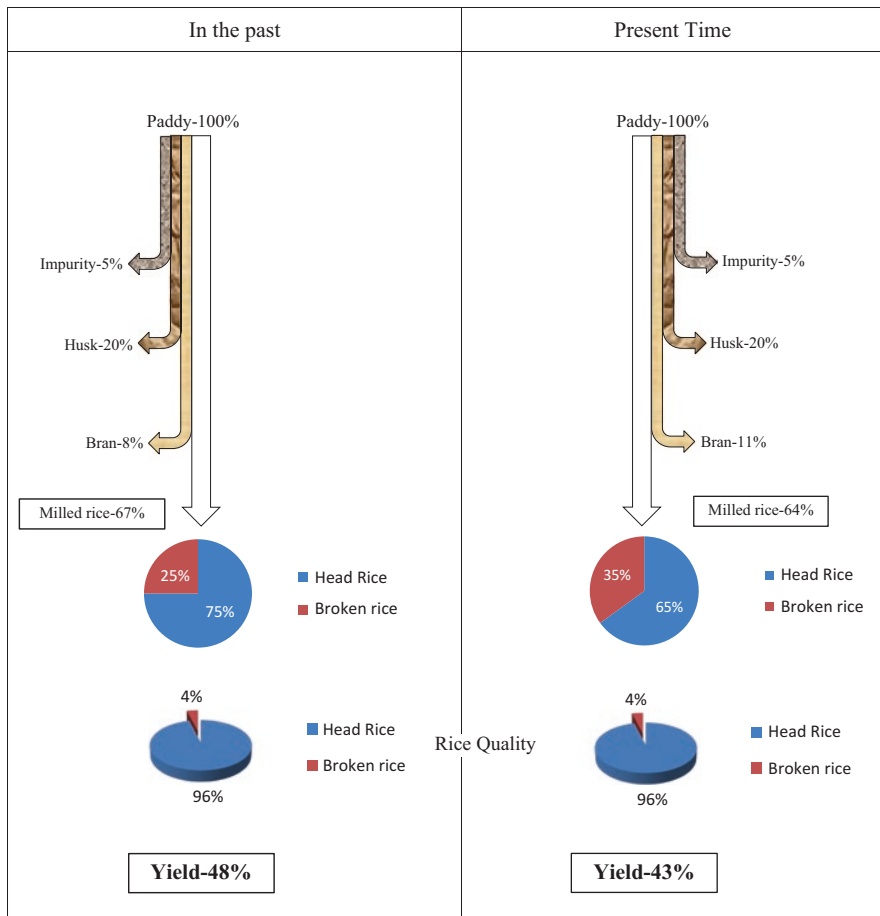 In the past
Present Time
Paddy-100%
Impurity-5%
Husk-20%
Bran-8%
Milled rice-67%
25%
75%
Head Rice
Broken rice
4%
96%
Head Rice
Broken rice
Yield-48%
Paddy-100%
Impurity-5%
Husk-20%
Bran-11%
Milled rice-64%
35%
65%
Head Rice
Broken rice
Rice Quality
4%
96%
Head Rice
Broken rice
Yield-43%